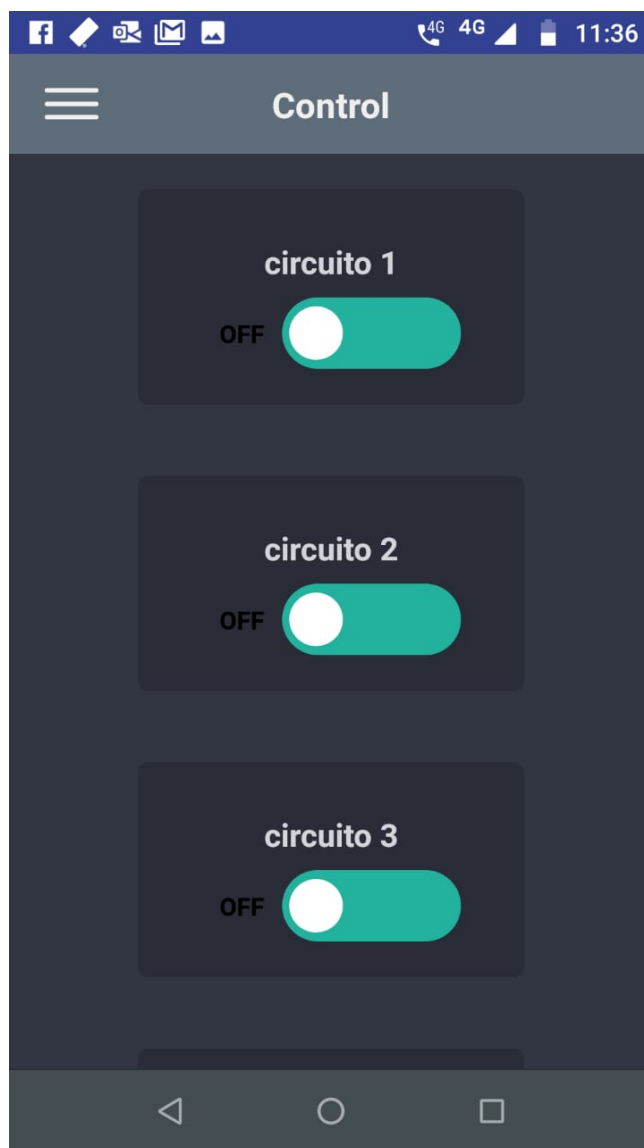 4G 4G 11:36
Control
circuito 1
OFF
circuito 2
OFF
circuito 3
OFF